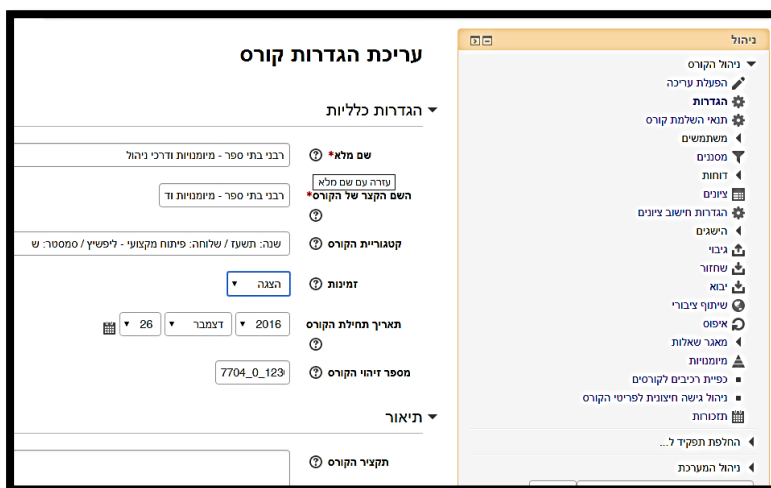 ניהול
ניהול הקורס
הפעלת עריכה
הגדרות
תנאי השלמת קורס
משתמשים
מסננים
דוחות
ציונים
הגדרות חישוב ציונים
הישגים
גיבוי
שחזור
יבוא
שיתוף ציבורי
איפוס
מאגר שאלות
מיומנויות
כפיית רכיבים לקורסים
ניהול גישה חיצונית לפריטי הקורס
תזכורות
החלפת תפקיד ל...
ניהול המערכת
עריכת הגדרות קורס
הגדרות כלליות
שם מלא* רבני בתי ספר - מיומנויות ודרכי ניהול
עזרה עם שם מלא
השם הקצר של הקורס* רבני בתי ספר - מיומנויות וד
קטגוריית הקורס שנה: תשעז / שלוחה: פיתוח מקצועי - ליפשיץ / סמסטר: ש
זמינות הצגה
תאריך תחילת הקורס 2016 דצמבר 26
מספר זיהוי הקורס 7704_0_123
תיאור
תקציר הקורס